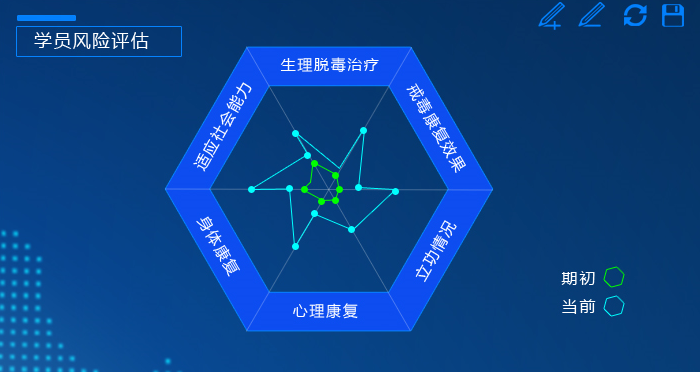 学员风险评估
生理脱毒治疗
戒毒康复效果
立功情况
心理康复
身体康复
适应社会能力
期初
当前